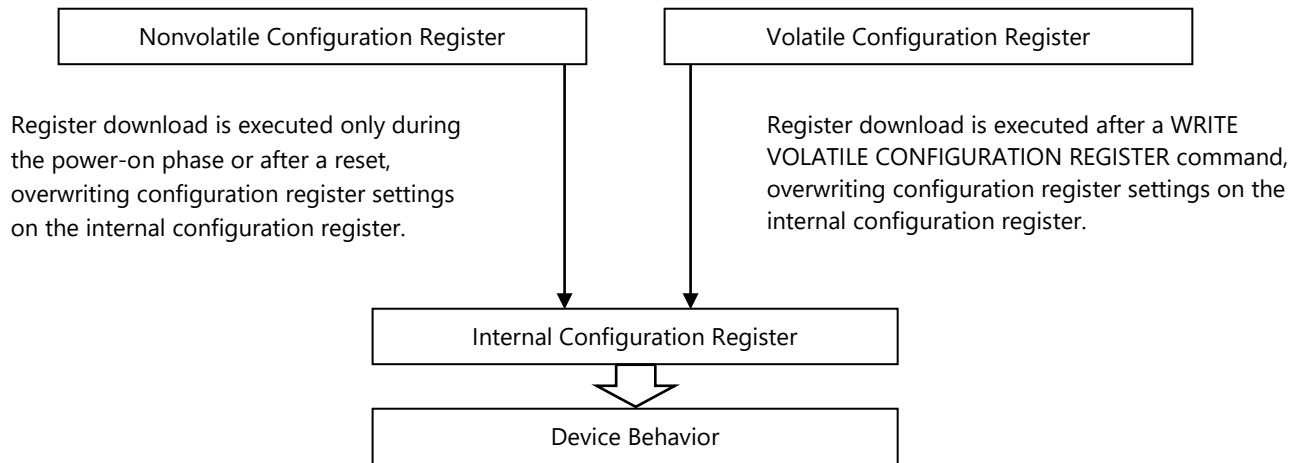 Nonvolatile Configuration Register
Volatile Configuration Register
Register download is executed only during
the power-on phase or after a reset,
overwriting configuration register settings
on the internal configuration register.
Register download is executed after a WRITE
VOLATILE CONFIGURATION REGISTER command,
overwriting configuration register settings on the
internal configuration register.
Internal Configuration Register
Device Behavior